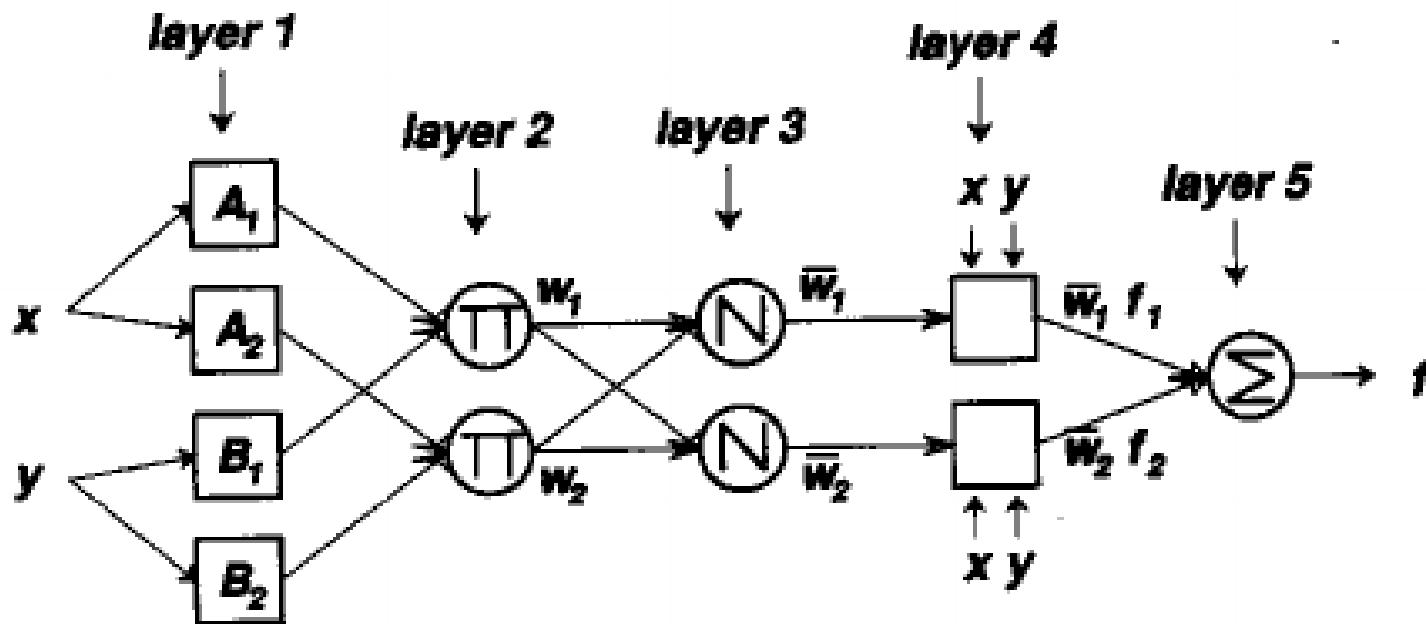 layer 1
layer 4
layer 2
layer 3
x y
layer 5
A₁
w₁
w̅₁
w̅₁ f₁
x
A₂
Π
N
Σ
f
B₁
Π
N
w̅₂ f₂
y
w₂
w̅₂
B₂
x y